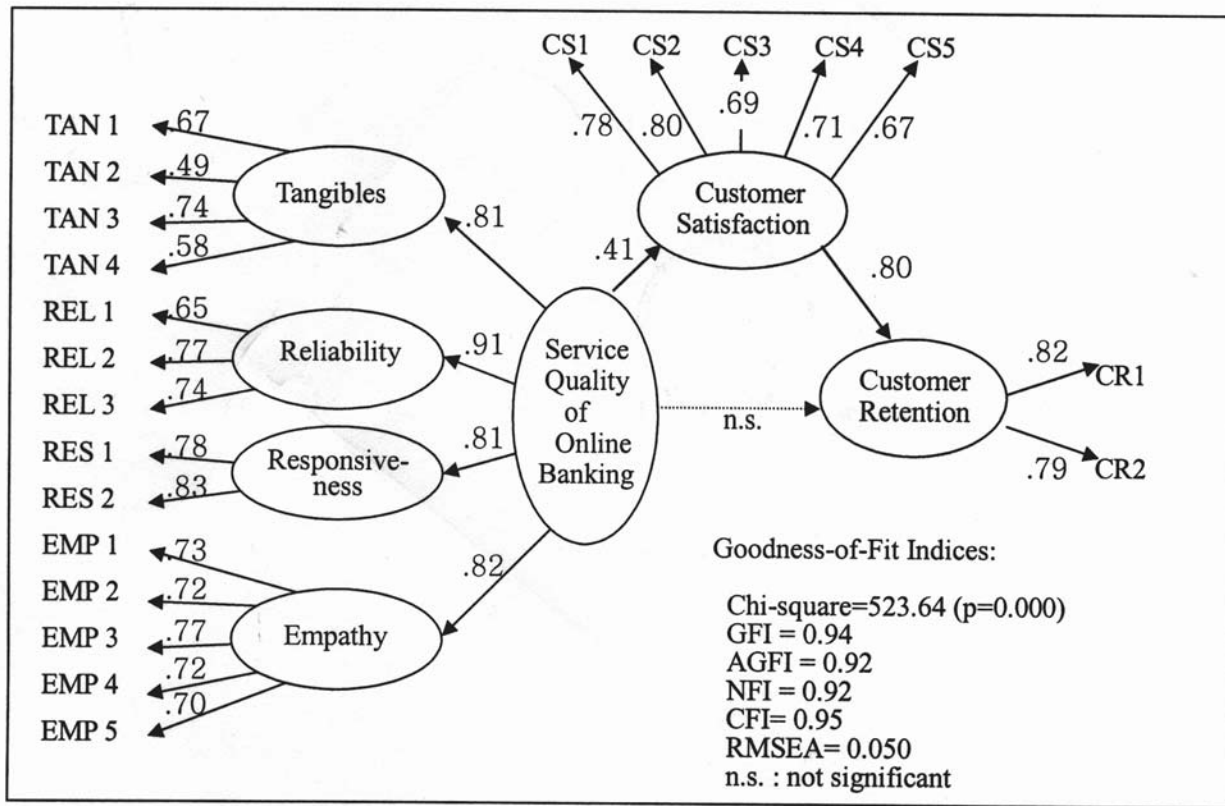 CS1 CS2 CS3 CS4 CS5
.78 .80 .69 .71 .67
TAN 1 .67
TAN 2 .49
TAN 3 .74
TAN 4 .58
Tangibles
.81
Customer
Satisfaction
.41
.80
REL 1 .65
REL 2 .77
REL 3 .74
Reliability
.91
Service
Quality
of
Online
Banking
Customer
Retention
.82
CR1
.79
CR2
n.s.
RES 1 .78
RES 2 .83
Responsive-
ness
.81
EMP 1 .73
EMP 2 .72
EMP 3 .77
EMP 4 .72
EMP 5 .70
Empathy
.82
Goodness-of-Fit Indices:
Chi-square=523.64 (p=0.000)
GFI = 0.94
AGFI = 0.92
NFI = 0.92
CFI= 0.95
RMSEA= 0.050
n.s. : not significant